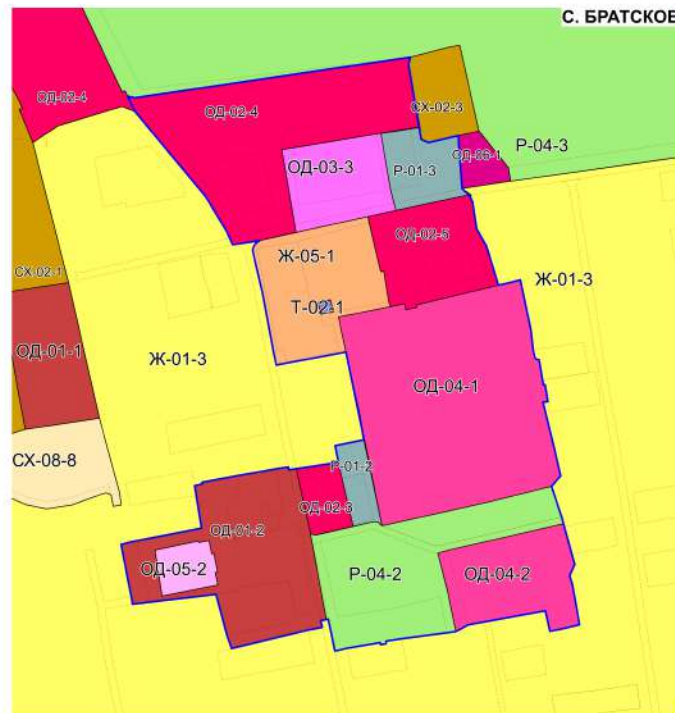 С. БРАТСКОЕ
ОД-02-4
ОД-02-4
СХ-02-3
ОД-06-1
Р-04-3
ОД-03-3
Р-01-3
ОД-02-5
Ж-05-1
СХ-02-1
Ж-01-3
Т-02-1
ОД-01-1
Ж-01-3
ОД-04-1
СХ-08-8
Р-01-2
ОД-02-3
ОД-01-2
ОД-05-2
Р-04-2
ОД-04-2